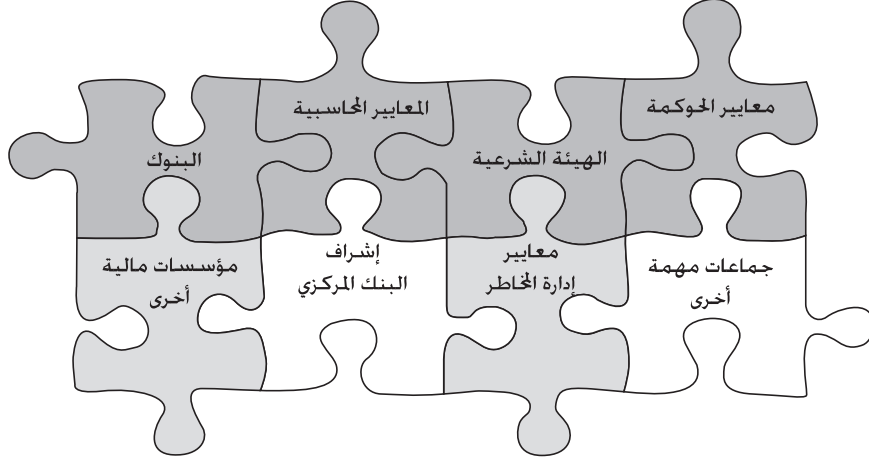 معايير الحوكمة
الهيئة الشرعية
المعايير المحاسبية
البنوك
جماعات مهمة
أخرى
معايير
إدارة المخاطر
إشراف
البنك المركزي
مؤسسات مالية
أخرى